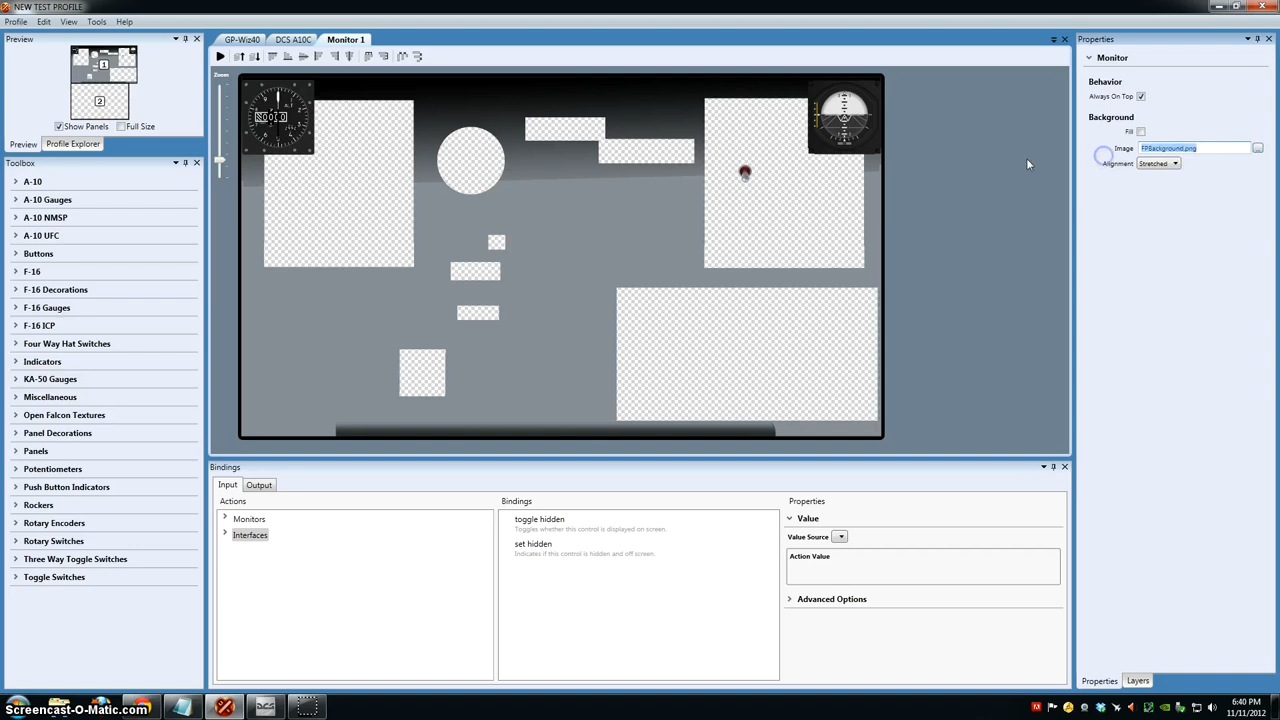 NEW TEST PROFILE
Profile Edit View Tools Help
Preview
1
2
Show Panels Full Size
Preview Profile Explorer
Toolbox
A-10
A-10 Gauges
A-10 NMSP
A-10 UFC
Buttons
F-16
F-16 Decorations
F-16 Gauges
F-16 ICP
Four Way Hat Switches
Indicators
KA-50 Gauges
Miscellaneous
Open Falcon Textures
Panel Decorations
Panels
Potentiometers
Push Button Indicators
Rockers
Rotary Encoders
Rotary Switches
Three Way Toggle Switches
Toggle Switches
GP-Wiz40 DCS A10C Monitor 1
Zoom
ALT
Bindings
Input Output
Actions
Monitors
Interfaces
Bindings
toggle hidden
Toggles whether this control is displayed on screen.
set hidden
Indicates if this control is hidden and off screen.
Properties
Value
Value Source
Action Value
Advanced Options
Properties
Monitor
Behavior
Always On Top
Background
Fill
Image FPBackground.png
Alignment Stretched
Properties Layers
Screencast-O-Matic.com
DCS
6:40 PM
11/11/2012